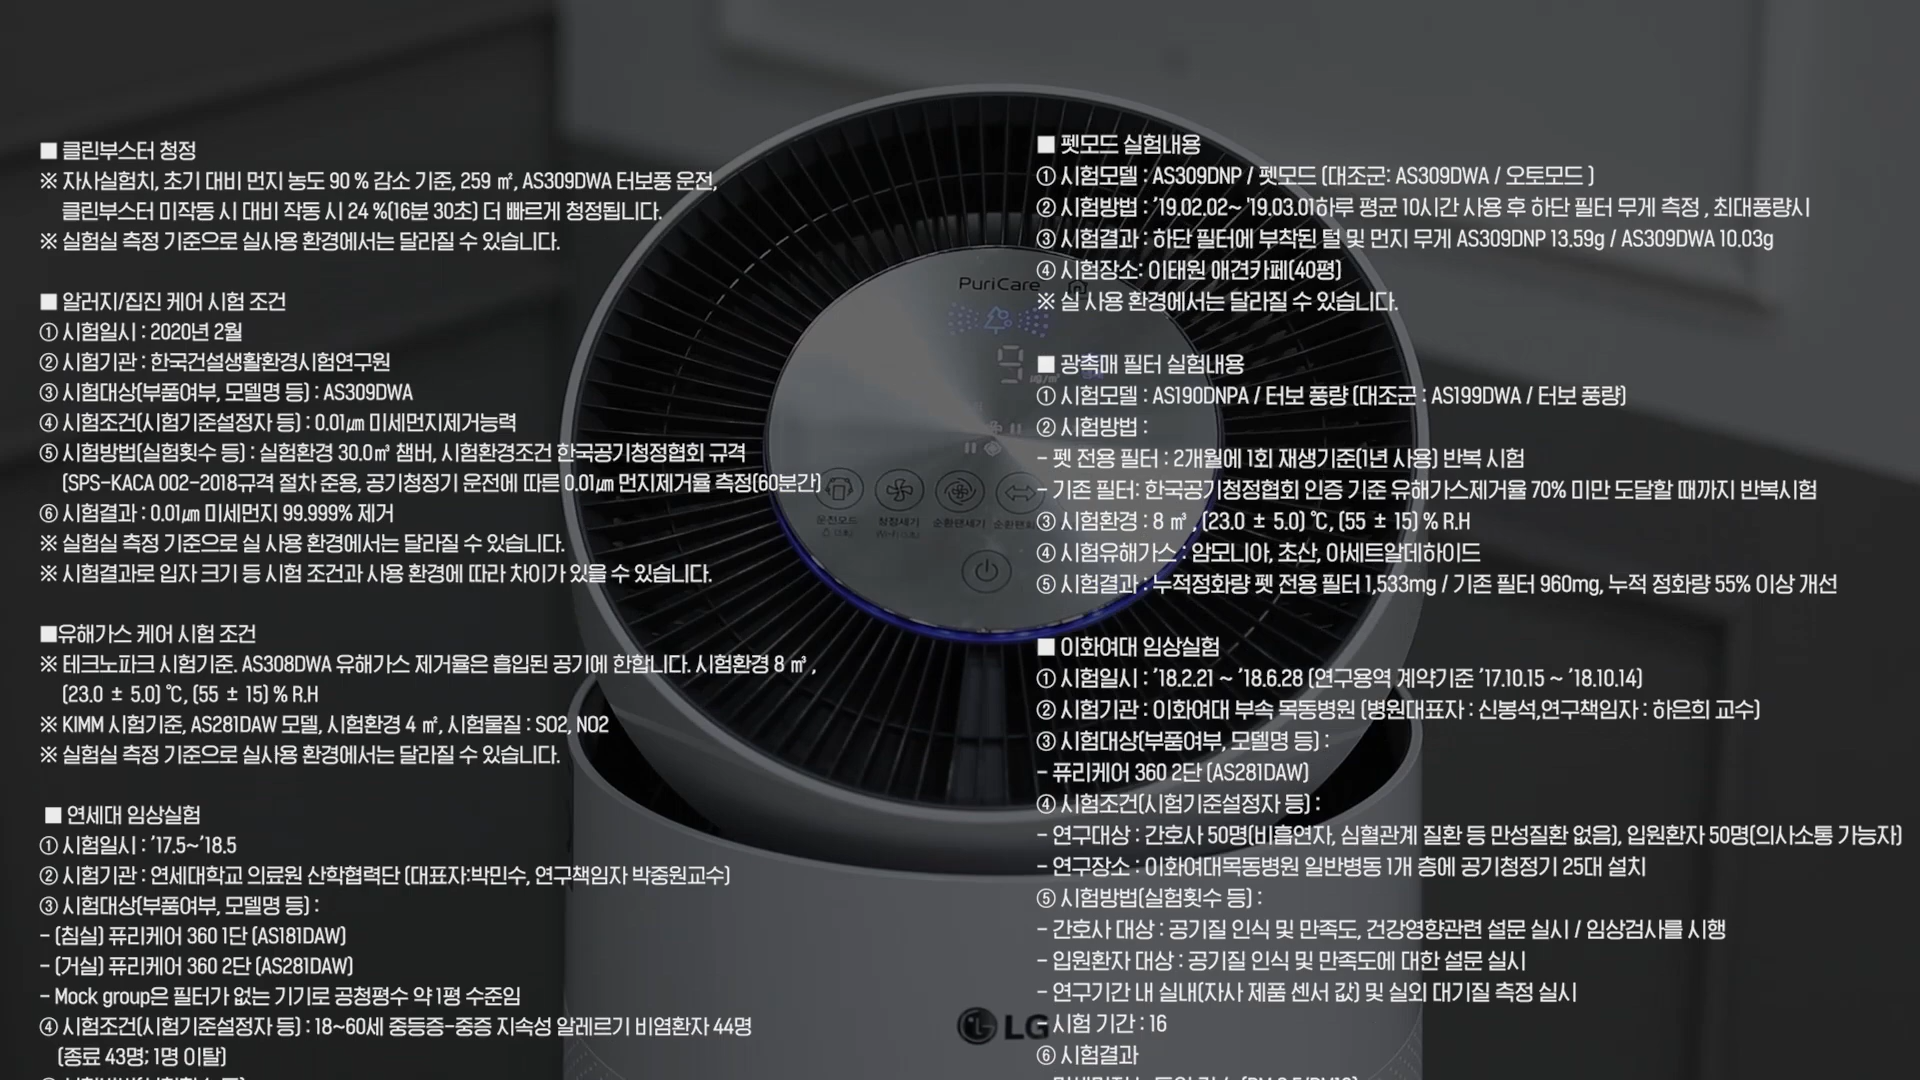 ■ 클린부스터 청정
※ 자사실험치, 초기 대비 먼지 농도 90 % 감소 기준, 259 ㎡, AS309DWA 터보풍 운전,
클린부스터 미작동 시 대비 작동 시 24 %(16분 30초) 더 빠르게 청정됩니다.
※ 실험실 측정 기준으로 실사용 환경에서는 달라질 수 있습니다.
■ 알러지/집진 케어 시험 조건
① 시험일시 : 2020년 2월
② 시험기관 : 한국건설생활환경시험연구원
③ 시험대상(부품여부, 모델명 등) : AS309DWA
④ 시험조건(시험기준설정자 등) : 0.01㎛ 미세먼지제거능력
⑤ 시험방법(실험횟수 등) : 실험환경 30.0㎥ 챔버, 시험환경조건 한국공기청정협회 규격
(SPS-KACA 002-2018규격 절차 준용, 공기청정기 운전에 따른 0.01㎛ 먼지제거율 측정(60분간)
⑥ 시험결과 : 0.01㎛ 미세먼지 99.999% 제거
※ 실험실 측정 기준으로 실 사용 환경에서는 달라질 수 있습니다.
※ 시험결과로 입자 크기 등 시험 조건과 사용 환경에 따라 차이가 있을 수 있습니다.
■유해가스 케어 시험 조건
※ 테크노파크 시험기준. AS308DWA 유해가스 제거율은 흡입된 공기에 한합니다. 시험환경 8 ㎥ ,
(23.0 ± 5.0) ℃, (55 ± 15) % R.H
※ KIMM 시험기준, AS281DAW 모델, 시험환경 4 ㎥, 시험물질 : SO2, NO2
※ 실험실 측정 기준으로 실사용 환경에서는 달라질 수 있습니다.
■ 연세대 임상실험
① 시험일시 : ’17.5~’18.5
② 시험기관 : 연세대학교 의료원 산학협력단 (대표자:박민수, 연구책임자 박중원교수)
③ 시험대상(부품여부, 모델명 등) :
- (침실) 퓨리케어 360 1단 (AS181DAW)
- (거실) 퓨리케어 360 2단 (AS281DAW)
- Mock group은 필터가 없는 기기로 공청평수 약 1평 수준임
④ 시험조건(시험기준설정자 등) : 18~60세 중등증-중증 지속성 알레르기 비염환자 44명
(종료 43명; 1명 이탈)
■ 펫모드 실험내용
① 시험모델 : AS309DNP / 펫모드 (대조군: AS309DWA / 오토모드 )
② 시험방법 : ’19.02.02~ ’19.03.01하루 평균 10시간 사용 후 하단 필터 무게 측정 , 최대풍량시
③ 시험결과 : 하단 필터에 부착된 털 및 먼지 무게 AS309DNP 13.59g / AS309DWA 10.03g
④ 시험장소: 이태원 애견카페(40평)
※ 실 사용 환경에서는 달라질 수 있습니다.
■ 광촉매 필터 실험내용
① 시험모델 : AS190DNPA / 터보 풍량 (대조군 : AS199DWA / 터보 풍량)
② 시험방법 :
- 펫 전용 필터 : 2개월에 1회 재생기준(1년 사용) 반복 시험
- 기존 필터: 한국공기청정협회 인증 기준 유해가스제거율 70% 미만 도달할 때까지 반복시험
③ 시험환경 : 8 ㎥ , (23.0 ± 5.0) ℃, (55 ± 15) % R.H
④ 시험유해가스 : 암모니아, 초산, 아세트알데하이드
⑤ 시험결과 : 누적정화량 펫 전용 필터 1,533mg / 기존 필터 960mg, 누적 정화량 55% 이상 개선
■ 이화여대 임상실험
① 시험일시 : ’18.2.21 ~ ’18.6.28 (연구용역 계약기준 ’17.10.15 ~ ’18.10.14)
② 시험기관 : 이화여대 부속 목동병원 (병원대표자 : 신봉석,연구책임자 : 하은희 교수)
③ 시험대상(부품여부, 모델명 등) :
- 퓨리케어 360 2단 (AS281DAW)
④ 시험조건(시험기준설정자 등) :
- 연구대상 : 간호사 50명(비흡연자, 심혈관계 질환 등 만성질환 없음), 입원환자 50명(의사소통 가능자)
- 연구장소 : 이화여대목동병원 일반병동 1개 층에 공기청정기 25대 설치
⑤ 시험방법(실험횟수 등) :
- 간호사 대상 : 공기질 인식 및 만족도, 건강영향관련 설문 실시 / 임상검사를 시행
- 입원환자 대상 : 공기질 인식 및 만족도에 대한 설문 실시
- 연구기간 내 실내(자사 제품 센서 값) 및 실외 대기질 측정 실시
- 시험 기간 : 16
⑥ 시험결과
PuriCare
9
운전모드 청정세기 순환팬세기
LG